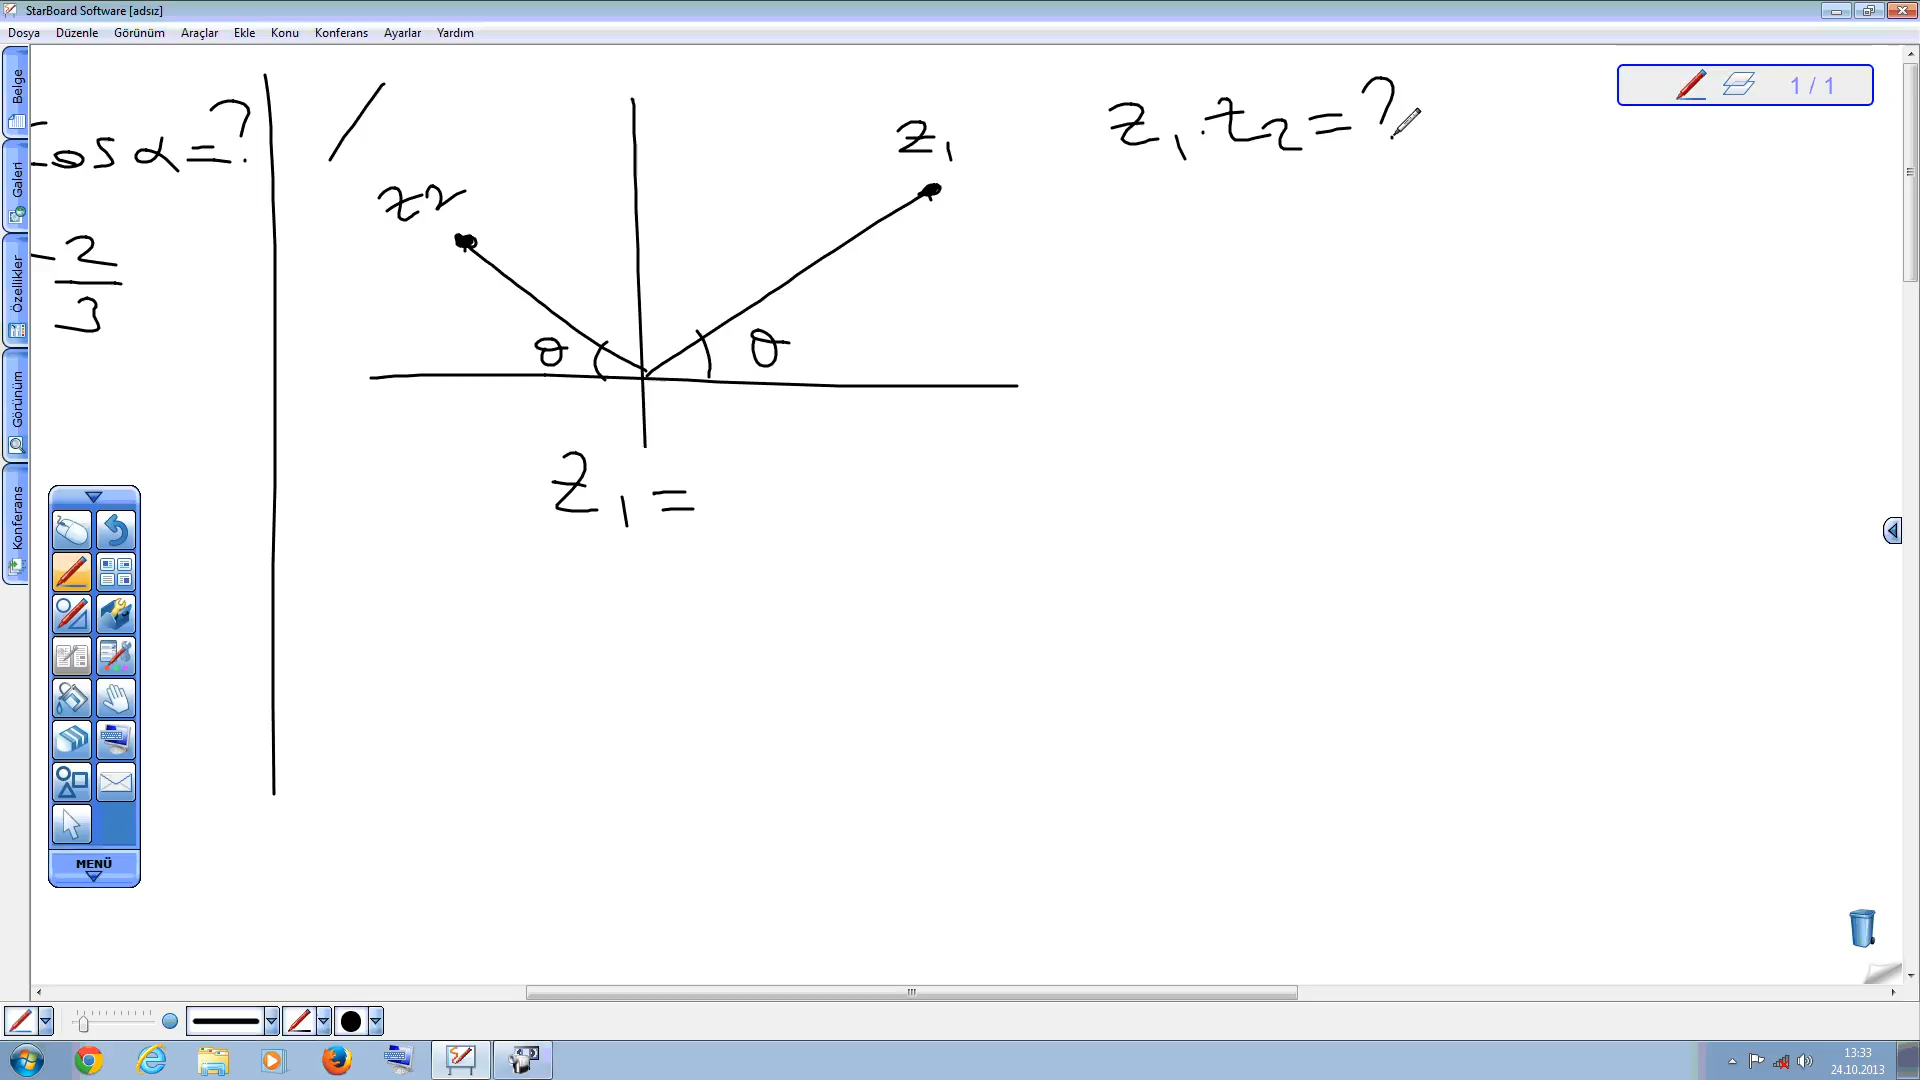 StarBoard Software [adsız]
Dosya Düzenle Görünüm Araçlar Ekle Konu Konferans Ayarlar Yardım
Belge
Galeri
Özellikler
Görünüm
Konferans
cos α = ?
-2
3
z2
z1
θ
θ
z1 =
z1 . z2 = ?
1 / 1
MENÜ
13:33
24.10.2013